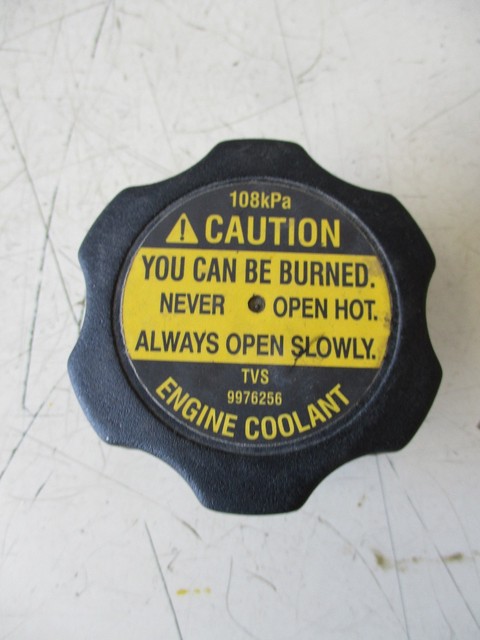 108kPa
CAUTION
YOU CAN BE BURNED.
NEVER OPEN HOT.
ALWAYS OPEN SLOWLY.
TVS
9976256
ENGINE COOLANT